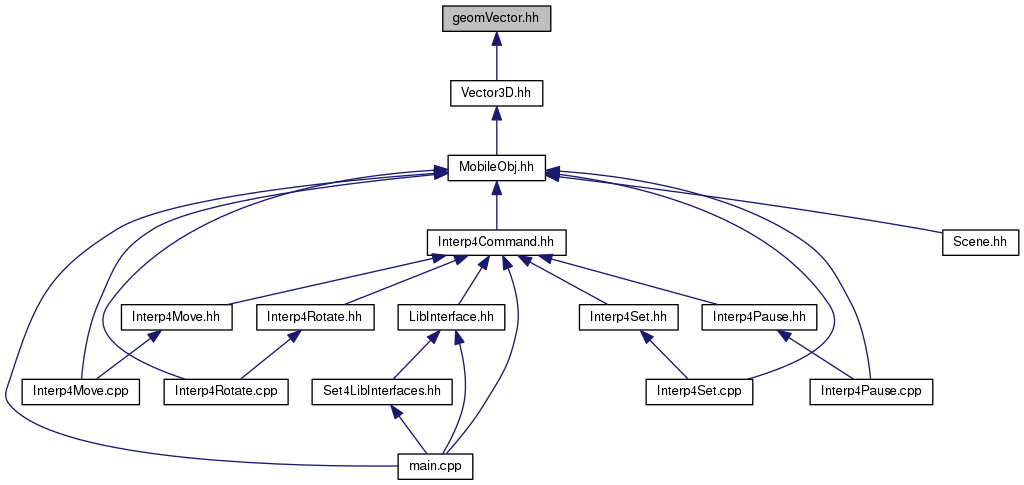 geomVector.hh
Vector3D.hh
MobileObj.hh
Interp4Command.hh
Scene.hh
Interp4Move.hh
Interp4Rotate.hh
LibInterface.hh
Interp4Set.hh
Interp4Pause.hh
Interp4Move.cpp
Interp4Rotate.cpp
Set4LibInterfaces.hh
Interp4Set.cpp
Interp4Pause.cpp
main.cpp